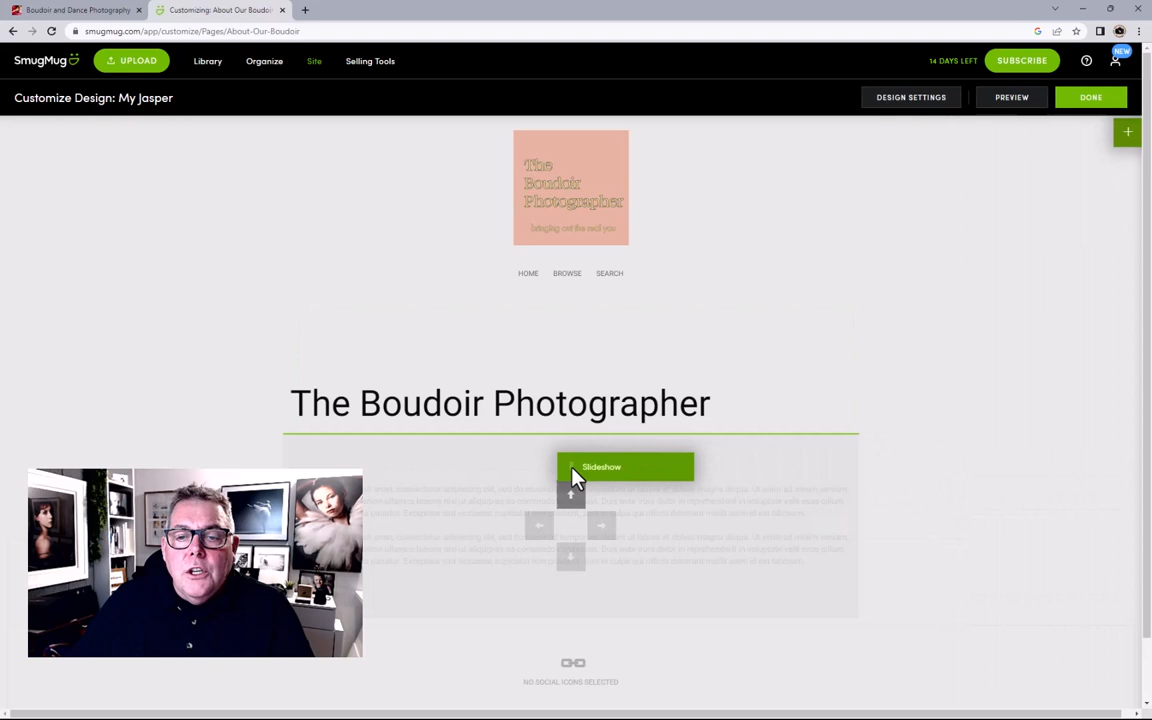 Boudoir and Dance Photography
Customizing: About Our Boudoi
smugmug.com/app/customize/Pages/About-Our-Boudoir
SmugMug
UPLOAD
Library
Organize
Site
Selling Tools
14 DAYS LEFT
SUBSCRIBE
NEW
Customize Design: My Jasper
DESIGN SETTINGS
PREVIEW
DONE
The
Boudoir
Photographer
bringing out the real you
HOME
BROWSE
SEARCH
The Boudoir Photographer
Slideshow
NO SOCIAL ICONS SELECTED